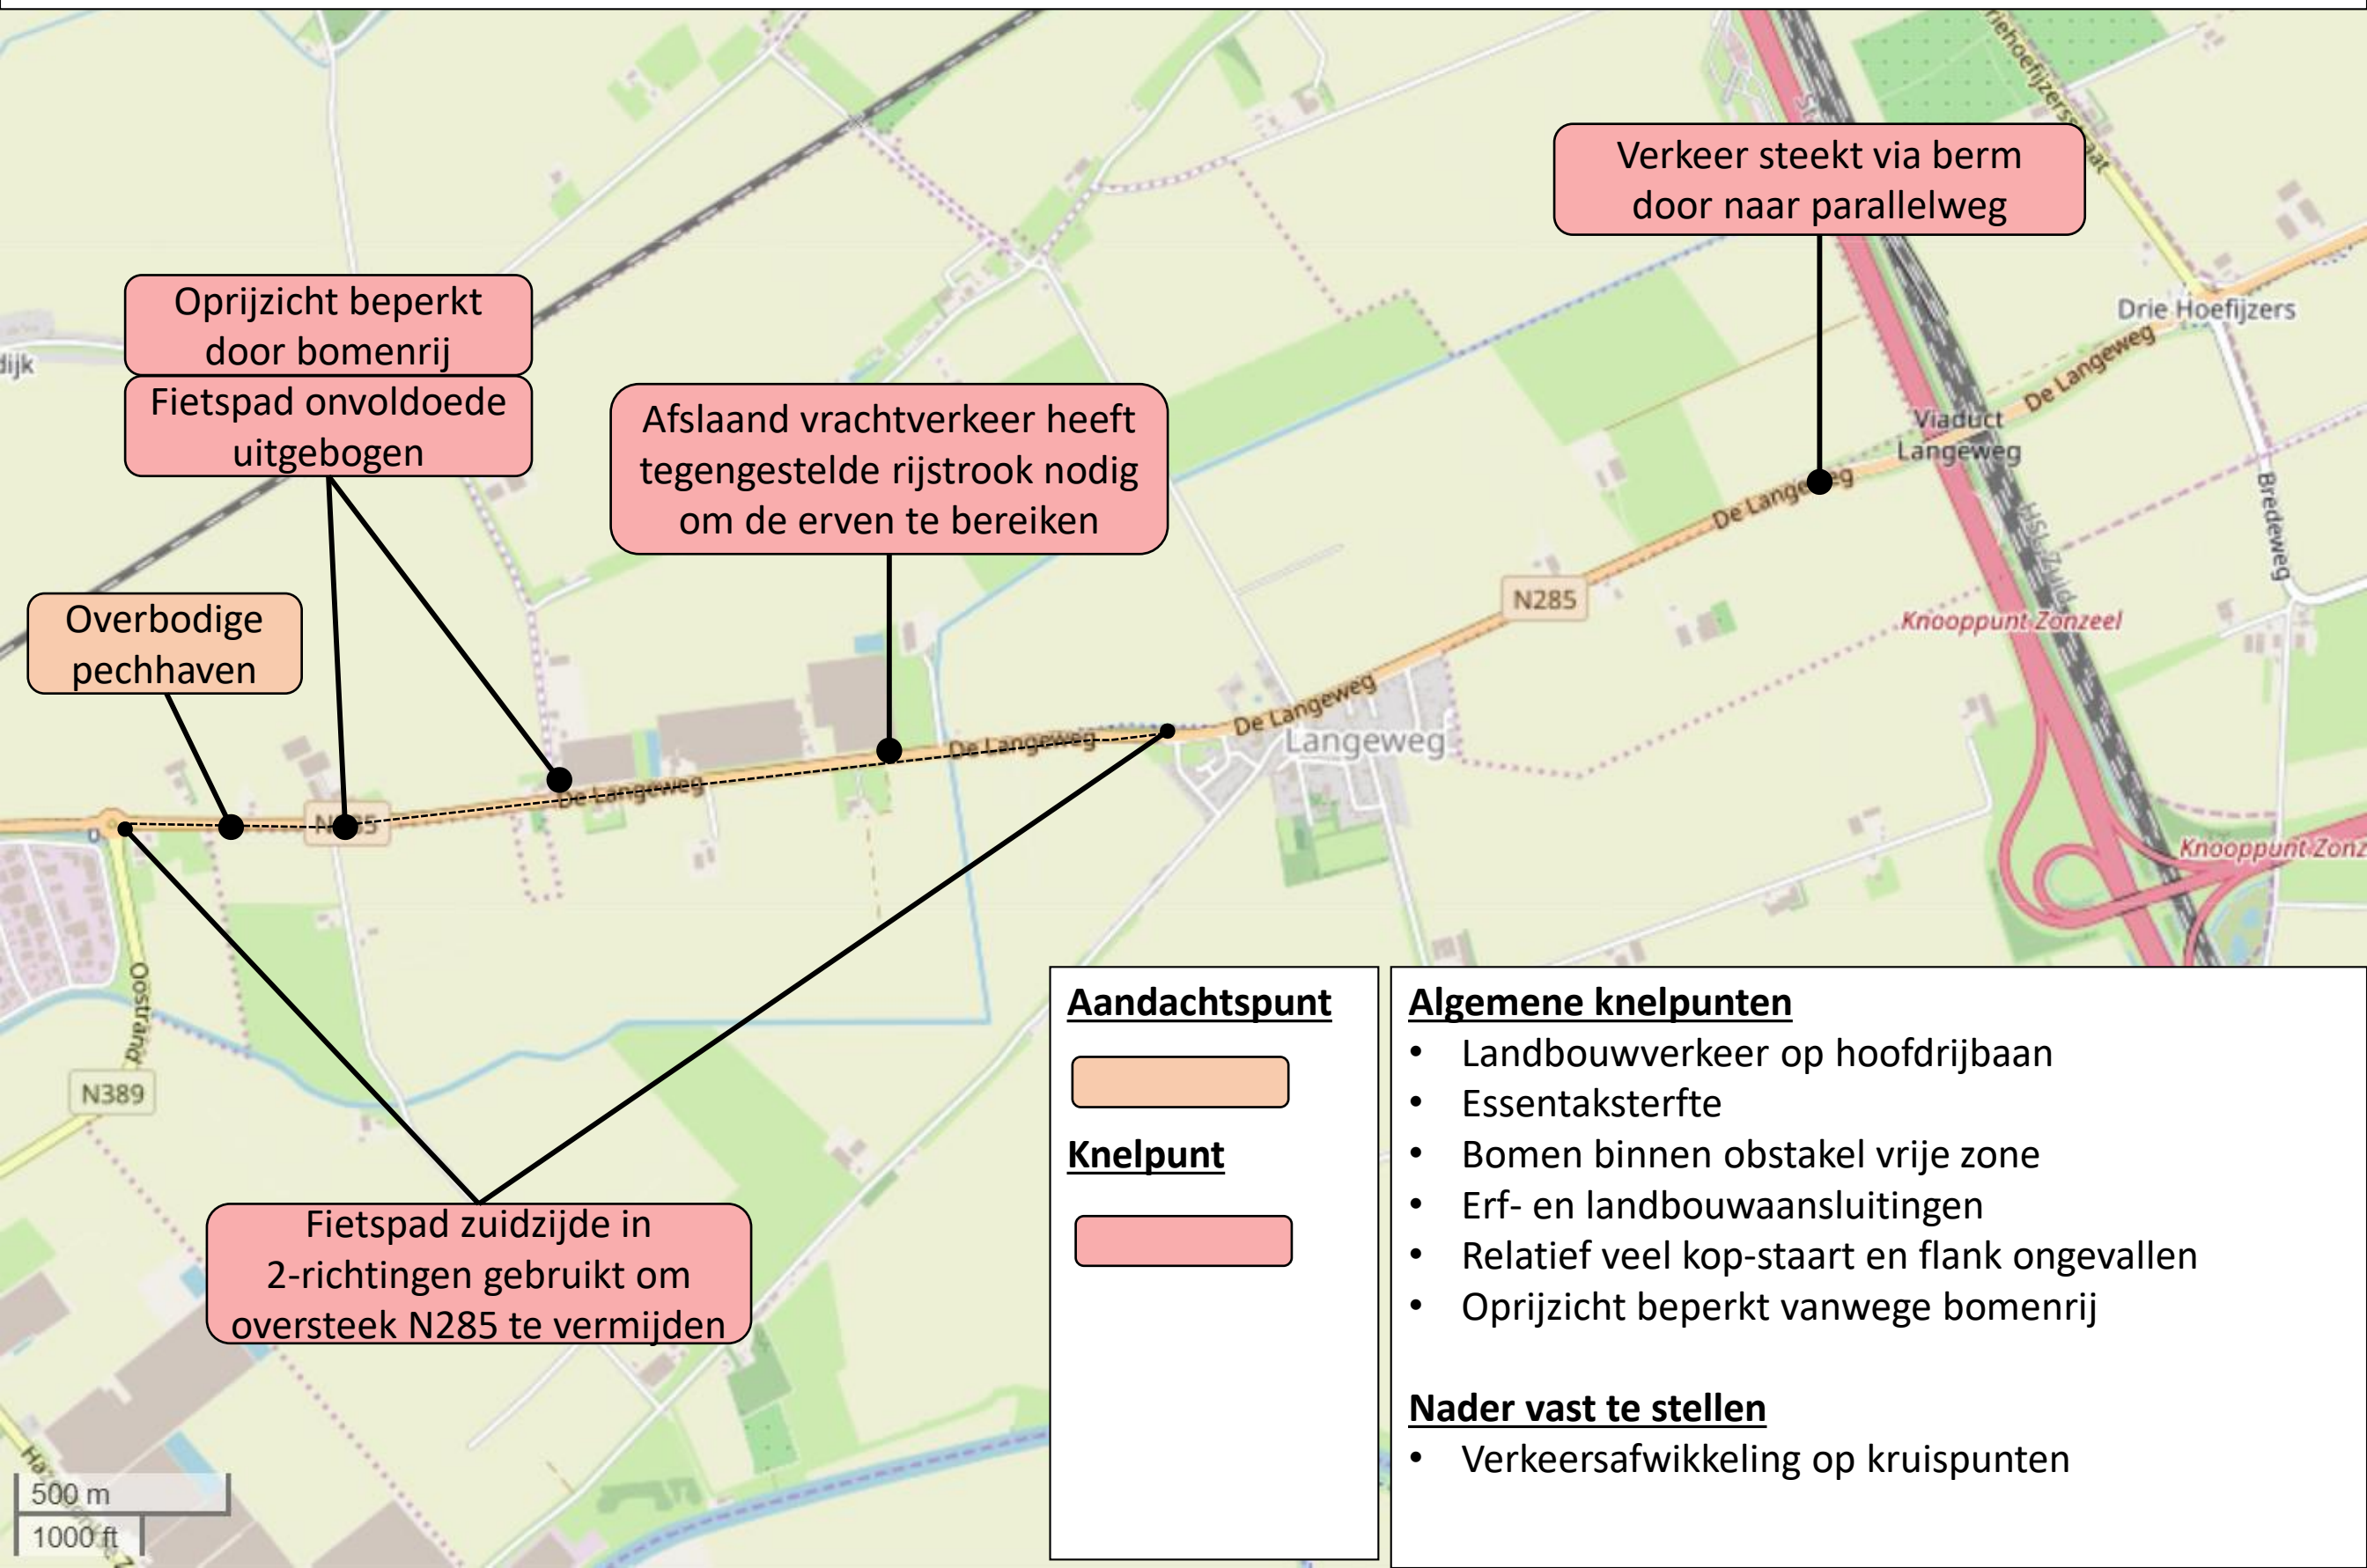 Verkeer steekt via berm
door naar parallelweg
Oprijzicht beperkt
door bomenrij
Fietspad onvoldoede
uitgebogen
Afslaand vrachtverkeer heeft
tegengestelde rijstrook nodig
om de erven te bereiken
Overbodige
pechhaven
Fietspad zuidzijde in
2-richtingen gebruikt om
oversteek N285 te vermijden
Drie Hoefijzers
De Langeweg
Viaduct
Langeweg
De Langeweg
Bredeweg
HSL-Zuid
N285
Knooppunt Zonzeel
De Langeweg
Langeweg
De Langeweg
De Langeweg
dijk
Oostrand
N389
Aandachtspunt
Knelpunt
Algemene knelpunten
• Landbouwverkeer op hoofdrijbaan
• Essentaksterfte
• Bomen binnen obstakel vrije zone
• Erf- en landbouwaansluitingen
• Relatief veel kop-staart en flank ongevallen
• Oprijzicht beperkt vanwege bomenrij
Nader vast te stellen
• Verkeersafwikkeling op kruispunten
500 m
1000 ft